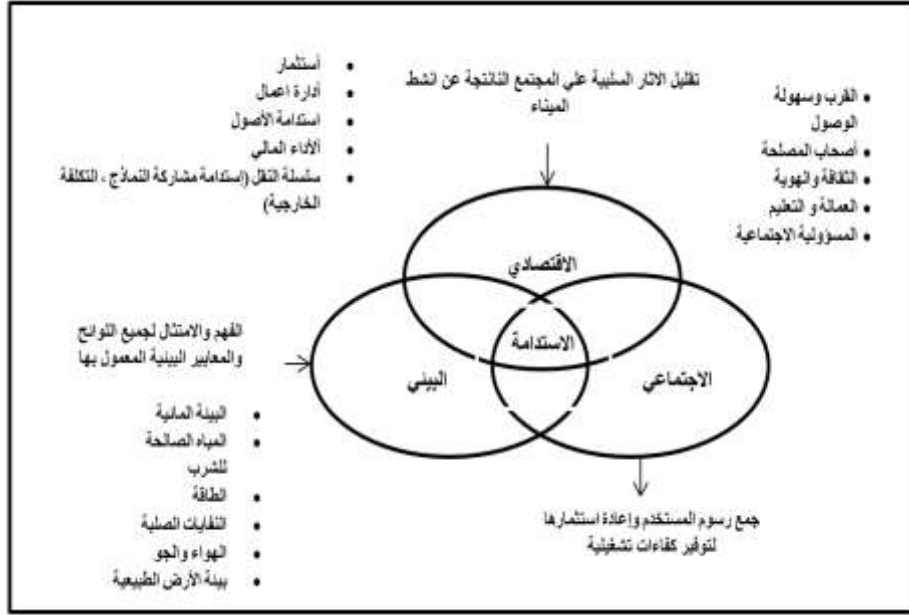 تقليل الاثار السلبية علي المجتمع الناتجة عن انشط
الميناء
القرب وسهولة
الوصول
أصحاب المصلحة
الثقافة والهوية
العمالة و التعليم
المسؤولية الاجتماعية
أستثمار
أدارة اعمال
استدامة الأصول
ألأداء المالي
سلسلة النقل (إستدامة مشاركة النماذج ، التكلفة
الخارجية)
الاقتصادي
الاستدامة
الاجتماعي
البيئي
الفهم والامتثال لجميع اللوائح
والمعايير البيئية المعمول بها
البيئة المائية
المياه الصالحة
للشرب
الطاقة
النفايات الصلبة
الهواء والجو
بيئة الأرض الطبيعية
جمع رسوم المستخدم وإعادة استثمارها
لتوفير كفاءات تشغيلية